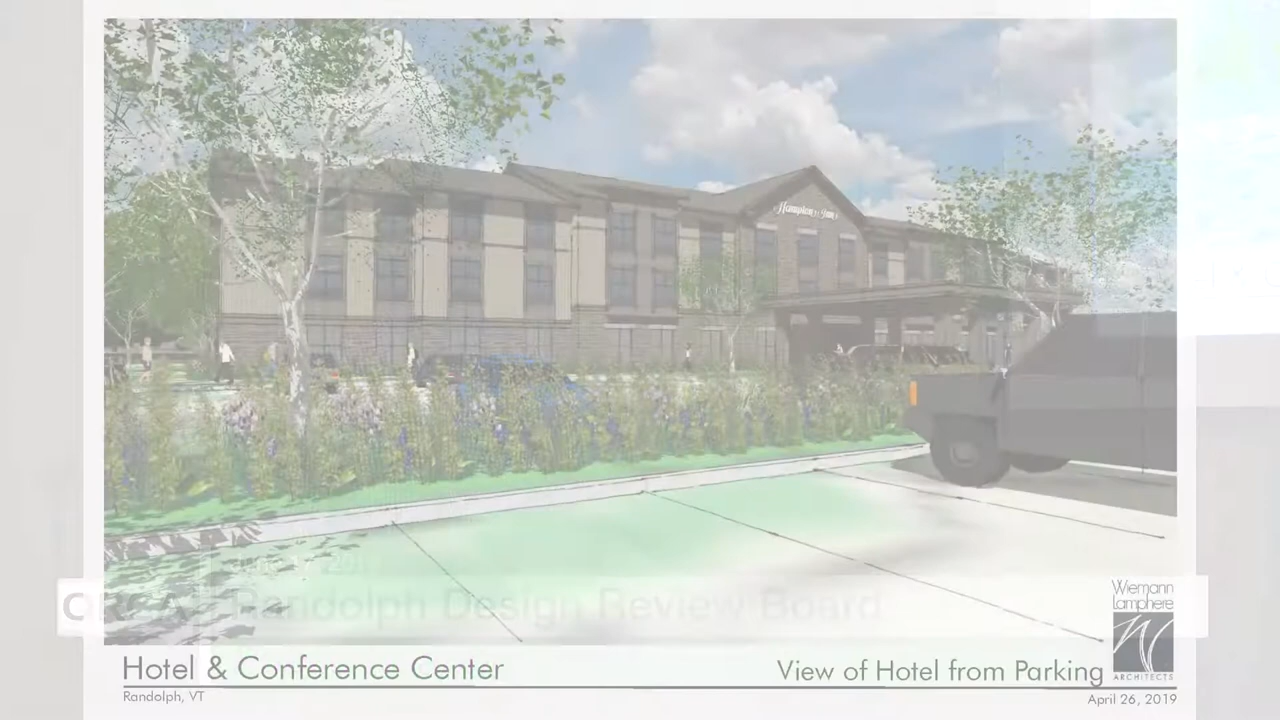 Hampton Inn
Randolph Design Review Board
Wiemann
Lamphere
ARCHITECTS
Hotel & Conference Center
View of Hotel from Parking
Randolph, VT
April 26, 2019